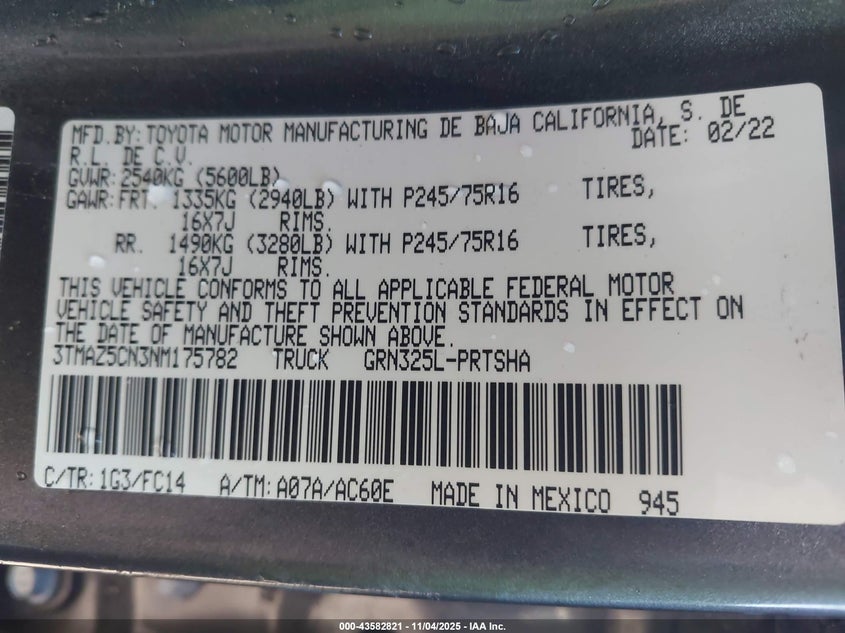 MFD.BY: TOYOTA MOTOR MANUFACTURING DE BAJA CALIFORNIA, S. DE
R.L. DE C.V. DATE: 02/22
GVWR: 2540KG (5600LB)
GAWR: FRT. 1335KG (2940LB) WITH P245/75R16 TIRES,
16X7J RIMS.
RR. 1490KG (3280LB) WITH P245/75R16 TIRES,
16X7J RIMS.
THIS VEHICLE CONFORMS TO ALL APPLICABLE FEDERAL MOTOR
VEHICLE SAFETY AND THEFT PREVENTION STANDARDS IN EFFECT ON
THE DATE OF MANUFACTURE SHOWN ABOVE.
3TMAZ5CN3NM175782 TRUCK GRN325L-PRTSHA
C/TR: 1G3/FC14 A/TM: A07A/AC60E MADE IN MEXICO 945
000-43582821 - 11/04/2025 - IAA Inc.